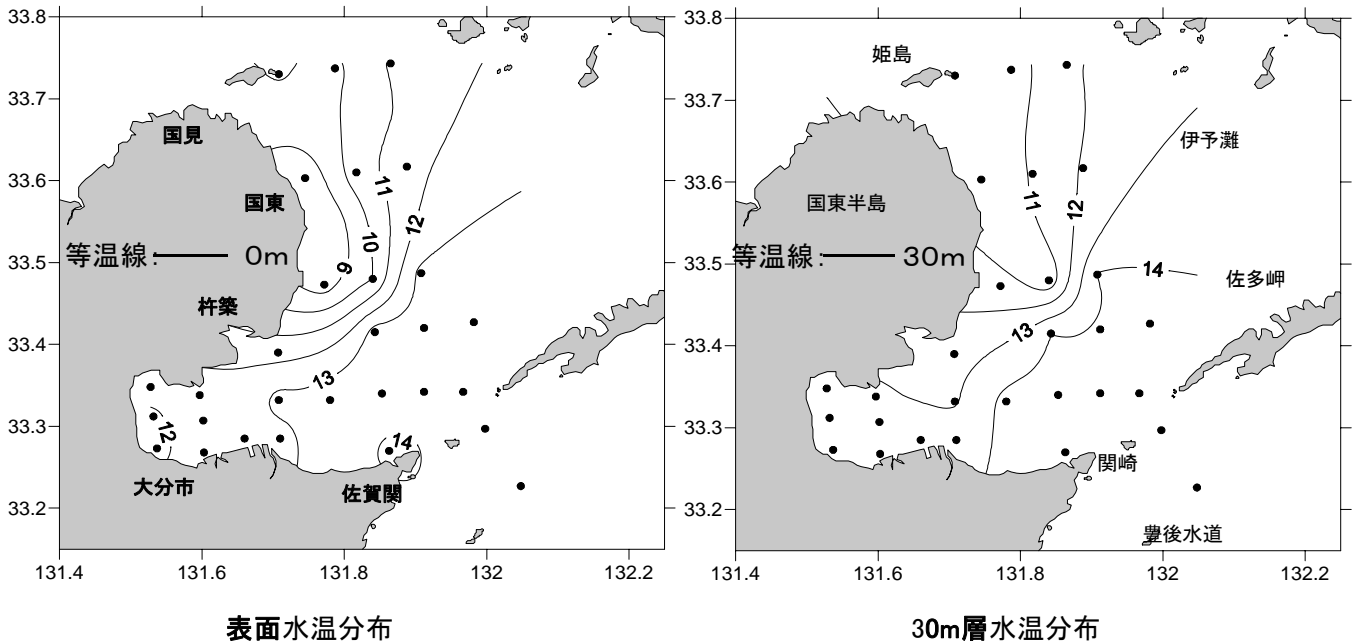 33.8
33.7
33.6
33.5
33.4
33.3
33.2
131.4
131.6
131.8
132
132.2
国見
国東
等温線: 0m
杵築
大分市
佐賀関
9
10
11
12
13
12
14
表面水温分布
33.8
33.7
33.6
33.5
33.4
33.3
33.2
131.4
131.6
131.8
132
132.2
姫島
伊予灘
国東半島
等温線: 30m
佐多岬
関崎
豊後水道
11
12
13
14
30m層水温分布